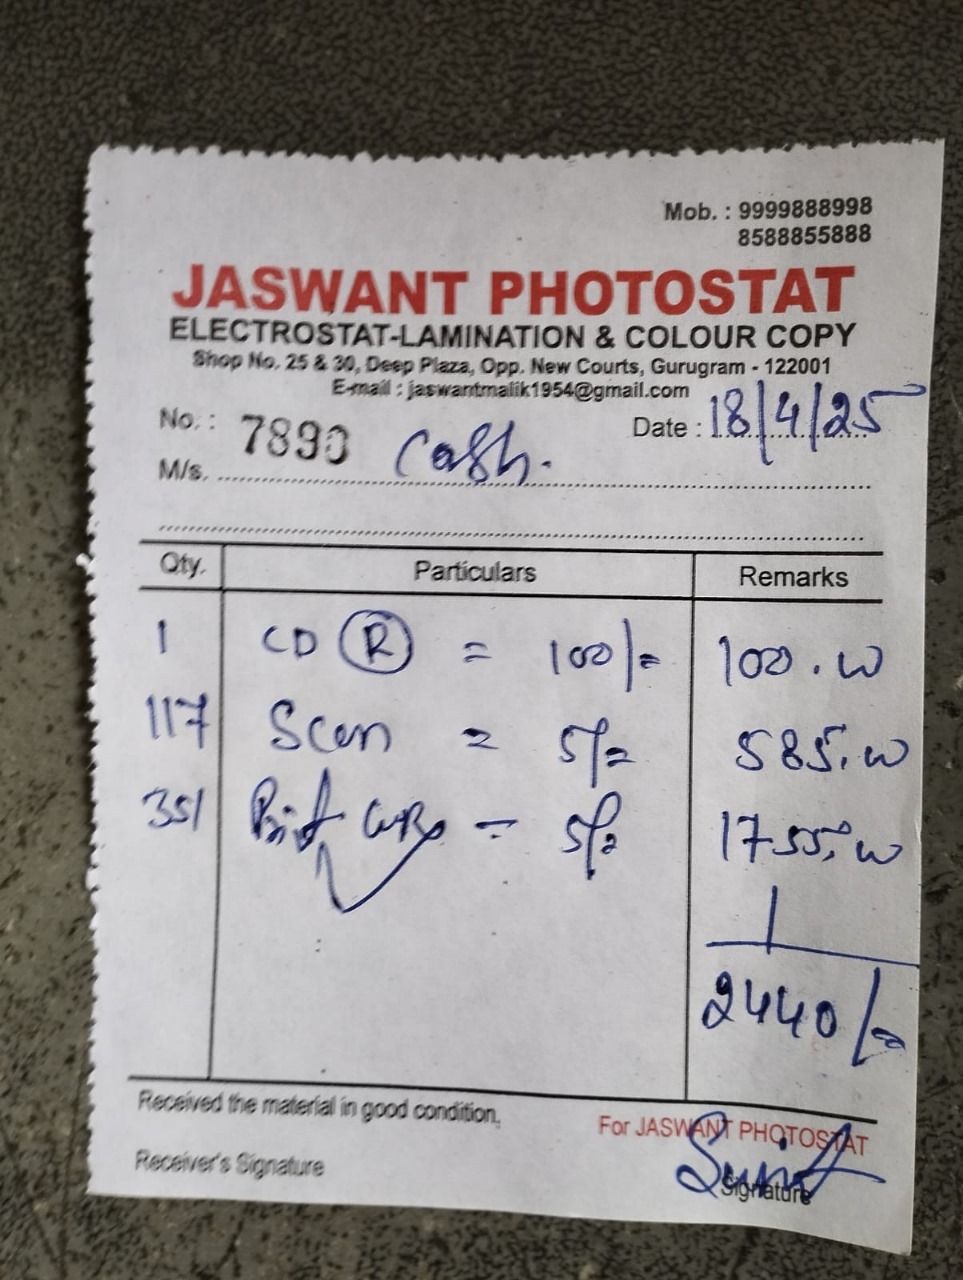 Mob. : 9999888998
8588855888
JASWANT PHOTOSTAT
ELECTROSTAT-LAMINATION & COLOUR COPY
Shop No. 25 & 30, Deep Plaza, Opp. New Courts, Gurugram - 122001
E-mail : jaswantmalik1954@gmail.com
No. : 7890 Date : 18/4/25
M/s. Cash.
Qty. Particulars Remarks
1 CD R = 100/= 100.00
117 Scan = 5/= 585.00
351 = 5/= 1755.00
2440/=
Received the material in good condition.
For JASWANT PHOTOSTAT
Receiver's Signature
Signature